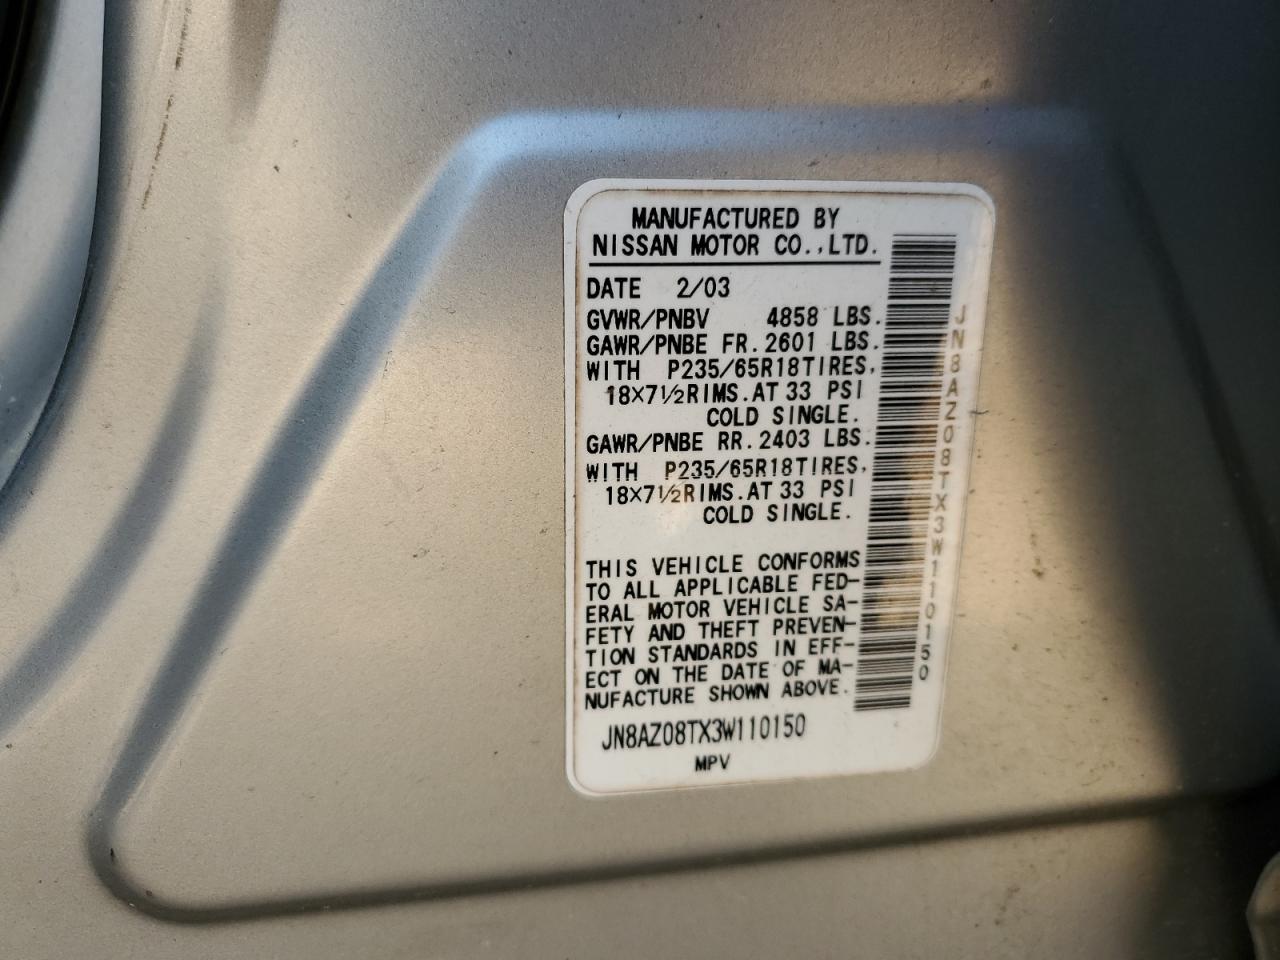 MANUFACTURED BY
NISSAN MOTOR CO.,LTD.
DATE 2/03
GVWR/PNBV 4858 LBS.
GAWR/PNBE FR. 2601 LBS.
WITH P235/65R18TIRES,
18×7½RIMS. AT 33 PSI
COLD SINGLE.
GAWR/PNBE RR. 2403 LBS.
WITH P235/65R18TIRES,
18×7½RIMS. AT 33 PSI
COLD SINGLE.
THIS VEHICLE CONFORMS
TO ALL APPLICABLE FED-
ERAL MOTOR VEHICLE SA-
FETY AND THEFT PREVEN-
TION STANDARDS IN EFF-
ECT ON THE DATE OF MA-
NUFACTURE SHOWN ABOVE.
JN8AZ08TX3W110150
MPV
JN8AZ08TX3W110150